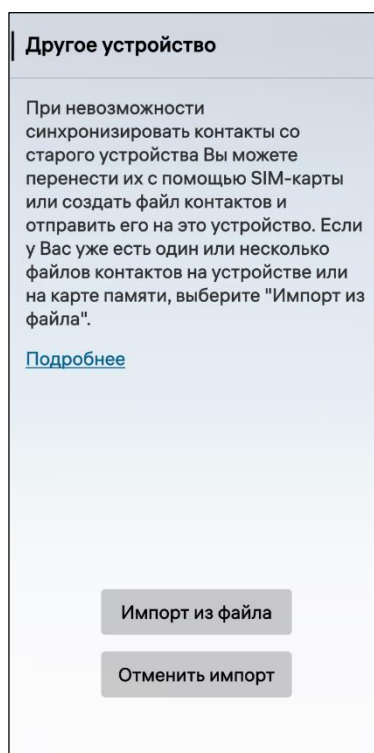 Другое устройство
При невозможности
синхронизировать контакты со
старого устройства Вы можете
перенести их с помощью SIM-карты
или создать файл контактов и
отправить его на это устройство. Если
у Вас уже есть один или несколько
файлов контактов на устройстве или
на карте памяти, выберите "Импорт из
файла".
Подробнее
Импорт из файла
Отменить импорт